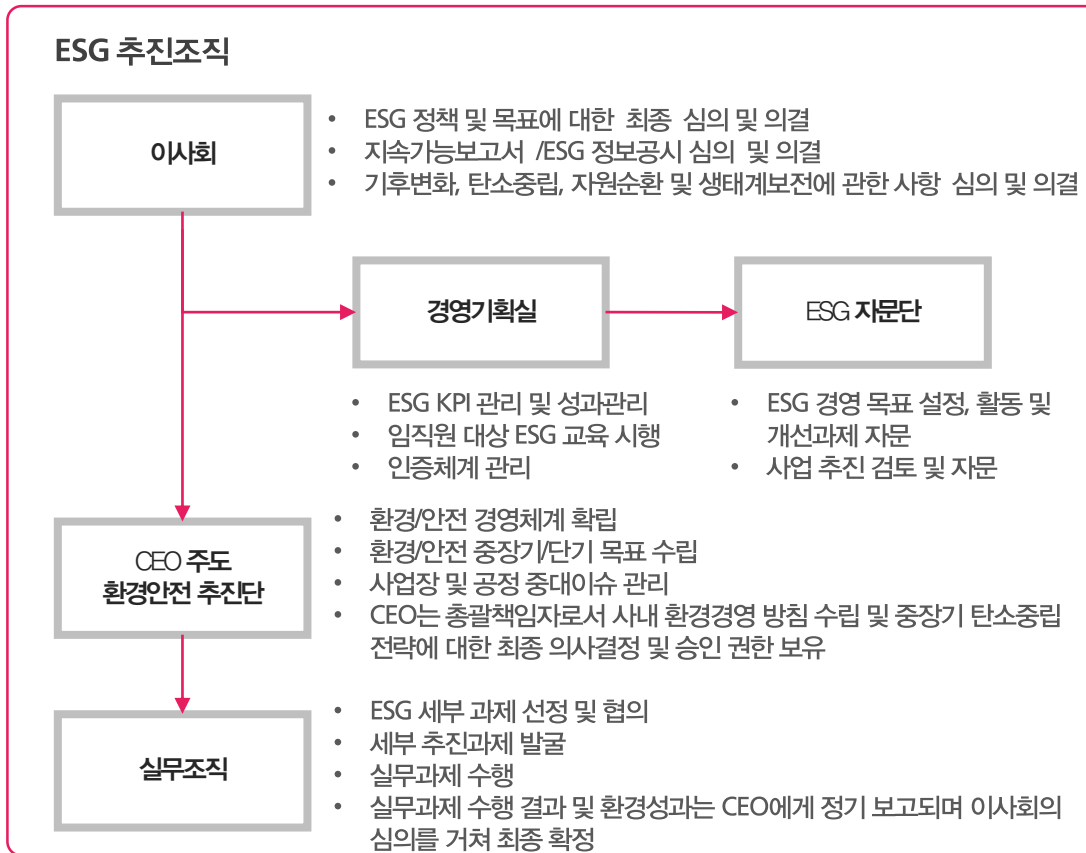 ESG 추진조직
이사회
• ESG 정책 및 목표에 대한 최종 심의 및 의결
• 지속가능보고서 /ESG 정보공시 심의 및 의결
• 기후변화, 탄소중립, 자원순환 및 생태계보전에 관한 사항 심의 및 의결
경영기획실
• ESG KPI 관리 및 성과관리
• 임직원 대상 ESG 교육 시행
• 인증체계 관리
ESG 자문단
• ESG 경영 목표 설정, 활동 및
개선과제 자문
• 사업 추진 검토 및 자문
CEO 주도
환경안전 추진단
• 환경/안전 경영체계 확립
• 환경/안전 중장기/단기 목표 수립
• 사업장 및 공정 중대이슈 관리
• CEO는 총괄책임자로서 사내 환경경영 방침 수립 및 중장기 탄소중립
전략에 대한 최종 의사결정 및 승인 권한 보유
실무조직
• ESG 세부 과제 선정 및 협의
• 세부 추진과제 발굴
• 실무과제 수행
• 실무과제 수행 결과 및 환경성과는 CEO에게 정기 보고되며 이사회의
심의를 거쳐 최종 확정